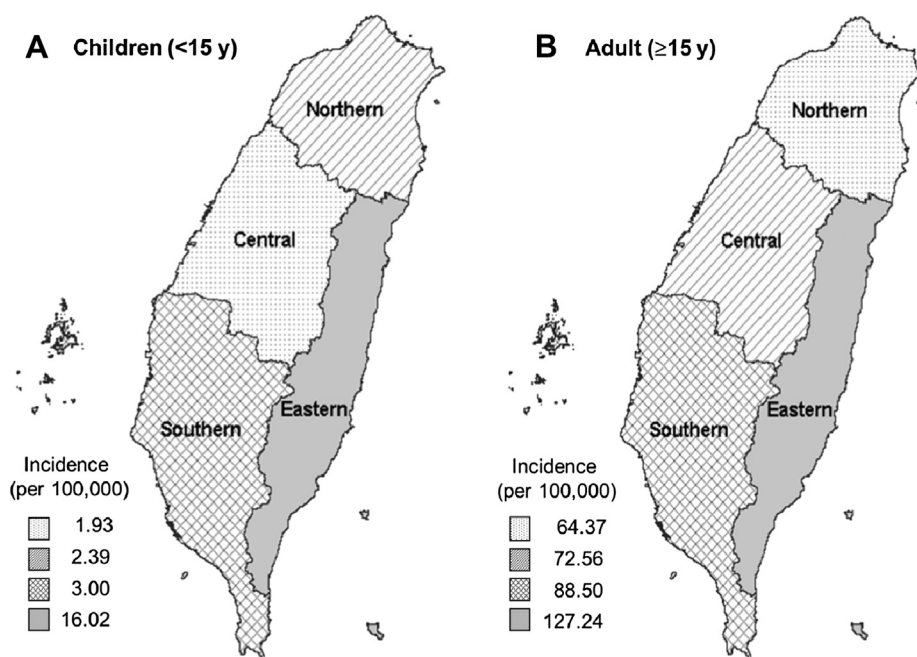 A Children (<15 y)
Northern
Central
Eastern
Southern
Incidence
(per 100,000)
1.93
2.39
3.00
16.02
B Adult (≥15 y)
Northern
Central
Eastern
Southern
Incidence
(per 100,000)
64.37
72.56
88.50
127.24